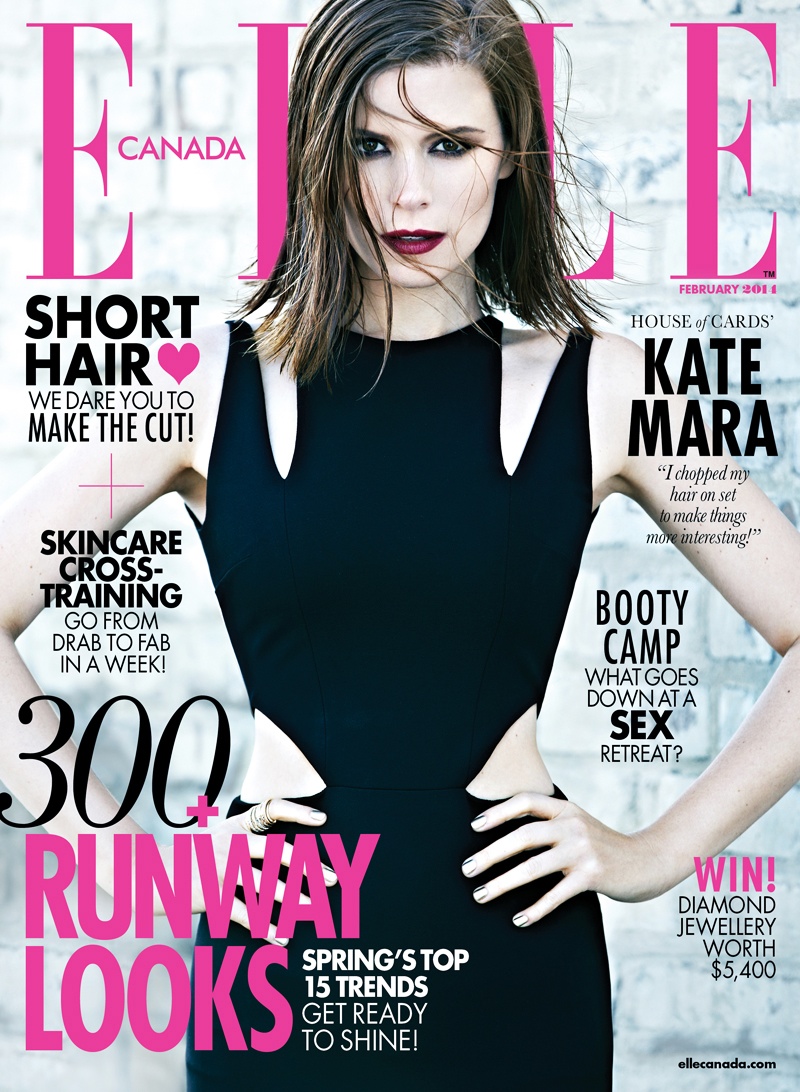 ELLE
CANADA
TM
FEBRUARY 2014
SHORT
HAIR
WE DARE YOU TO
MAKE THE CUT!
+
SKINCARE
CROSS-
TRAINING
GO FROM
DRAB TO FAB
IN A WEEK!
300+
RUNWAY
LOOKS
SPRING'S TOP
15 TRENDS
GET READY
TO SHINE!
HOUSE of CARDS'
KATE
MARA
“I chopped my
hair on set
to make things
more interesting!”
BOOTY
CAMP
WHAT GOES
DOWN AT A
SEX
RETREAT?
WIN!
DIAMOND
JEWELLERY
WORTH
$5,400
ellecanada.com